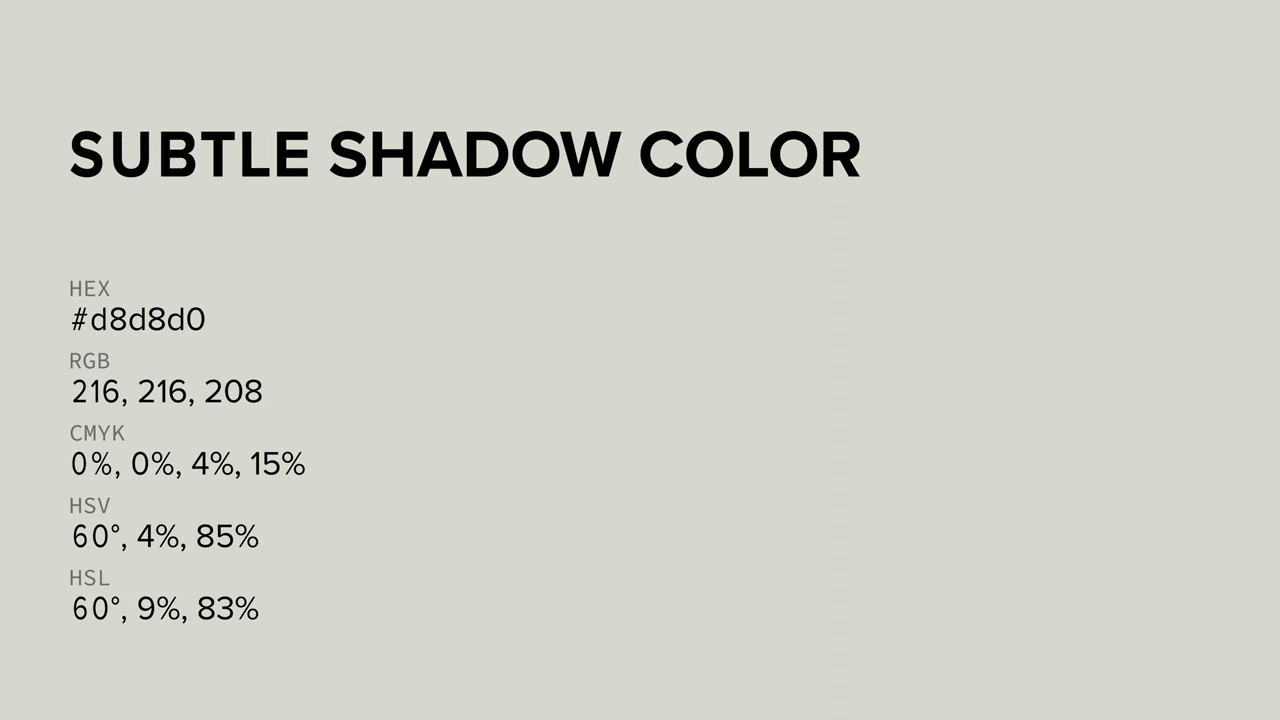 SUBTLE SHADOW COLOR
HEX
#d8d8d0
RGB
216, 216, 208
CMYK
0%, 0%, 4%, 15%
HSV
60°, 4%, 85%
HSL
60°, 9%, 83%